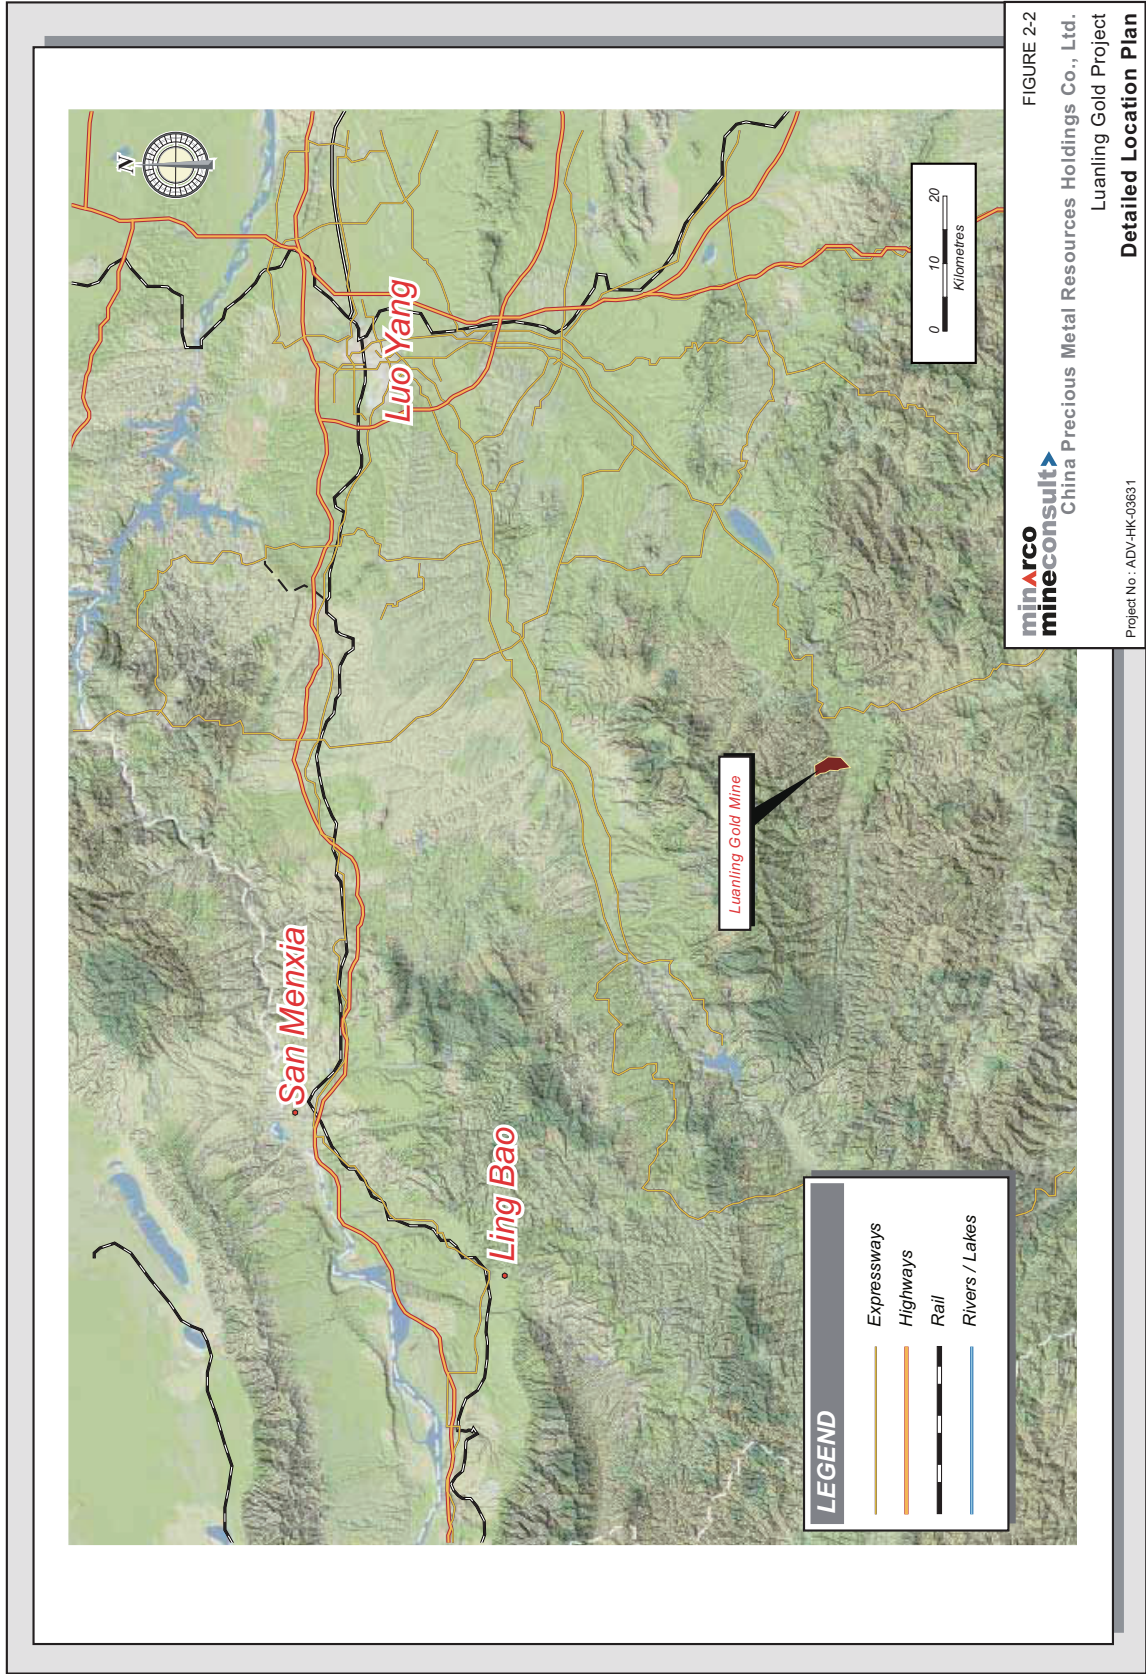 N
San Menxia
Luo Yang
Ling Bao
Luanling Gold Mine
LEGEND
Expressways
Highways
Rail
Rivers / Lakes
0 10 20
Kilometres
minarco
mineconsult
FIGURE 2-2
China Precious Metal Resources Holdings Co., Ltd.
Luanling Gold Project
Project No : ADV-HK-03631
Detailed Location Plan